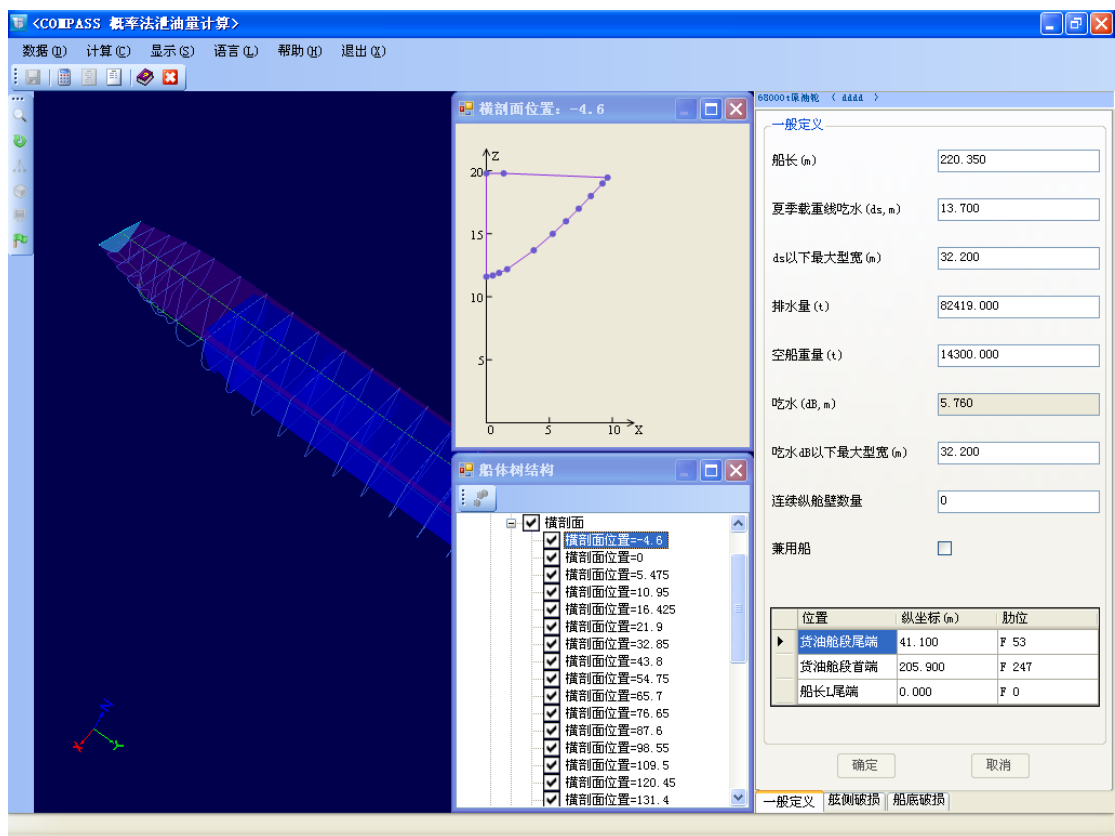 <COMPASS 概率法泄油量计算>
数据(D) 计算(C) 显示(S) 语言(L) 帮助(H) 退出(X)
68000t原油轮 < dddd >
横剖面位置：-4.6
Z
20
15
10
5
0 5 10 X
船体树结构
横剖面
横剖面位置=-4.6
横剖面位置=0
横剖面位置=5.475
横剖面位置=10.95
横剖面位置=16.425
横剖面位置=21.9
横剖面位置=32.85
横剖面位置=43.8
横剖面位置=54.75
横剖面位置=65.7
横剖面位置=76.65
横剖面位置=87.6
横剖面位置=98.55
横剖面位置=109.5
横剖面位置=120.45
横剖面位置=131.4
一般定义
船长(m) 220.350
夏季载重线吃水(ds,m) 13.700
ds以下最大型宽(m) 32.200
排水量(t) 82419.000
空船重量(t) 14300.000
吃水(dB,m) 5.760
吃水dB以下最大型宽(m) 32.200
连续纵舱壁数量 0
兼用船
位置 纵坐标(m) 肋位
货油舱段尾端 41.100 F 53
货油舱段首端 205.900 F 247
船长L尾端 0.000 F 0
确定 取消
一般定义 舷侧破损 船底破损
Z
X Y